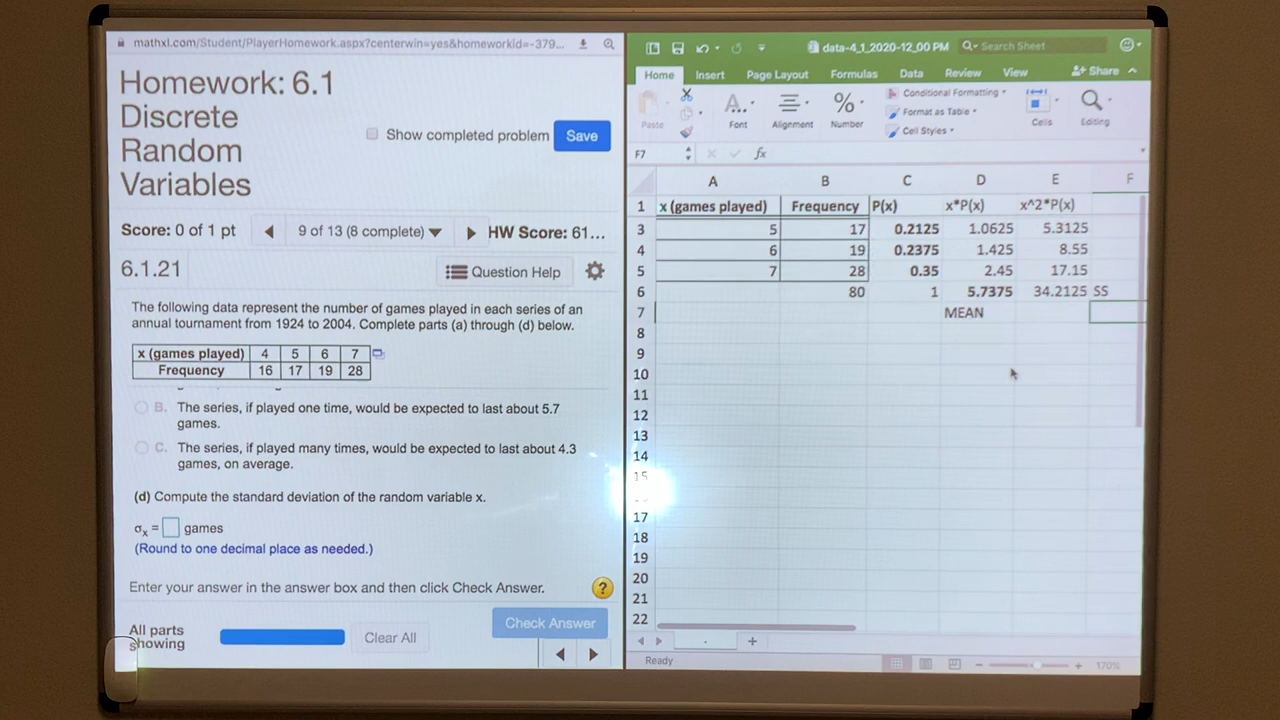 mathxl.com/Student/PlayerHomework.aspx?centerwin=yes&homeworkid=-379...
Homework: 6.1
Discrete
Random
Variables
Show completed problem
Save
Score: 0 of 1 pt
9 of 13 (8 complete)
HW Score: 61...
6.1.21
Question Help
The following data represent the number of games played in each series of an
annual tournament from 1924 to 2004. Complete parts (a) through (d) below.
x (games played) 4 5 6 7
Frequency 16 17 19 28
B. The series, if played one time, would be expected to last about 5.7
games.
C. The series, if played many times, would be expected to last about 4.3
games, on average.
(d) Compute the standard deviation of the random variable x.
σx = games
(Round to one decimal place as needed.)
Enter your answer in the answer box and then click Check Answer.
?
All parts
showing
Clear All
Check Answer
data-4_1_2020-12_00 PM
Search Sheet
Home Insert Page Layout Formulas Data Review View
Share
Paste
A..
Font
Alignment
%
Number
Conditional Formatting
Format as Table
Cell Styles
Cells
Editing
F7
fx
A B C D E F
1 x (games played) Frequency P(x) x*P(x) x^2*P(x)
3 5 17 0.2125 1.0625 5.3125
4 6 19 0.2375 1.425 8.55
5 7 28 0.35 2.45 17.15
6 80 1 5.7375 34.2125 SS
7 MEAN
8
9
10
11
12
13
14
15
17
18
19
20
21
22
+
Ready
- + 170%